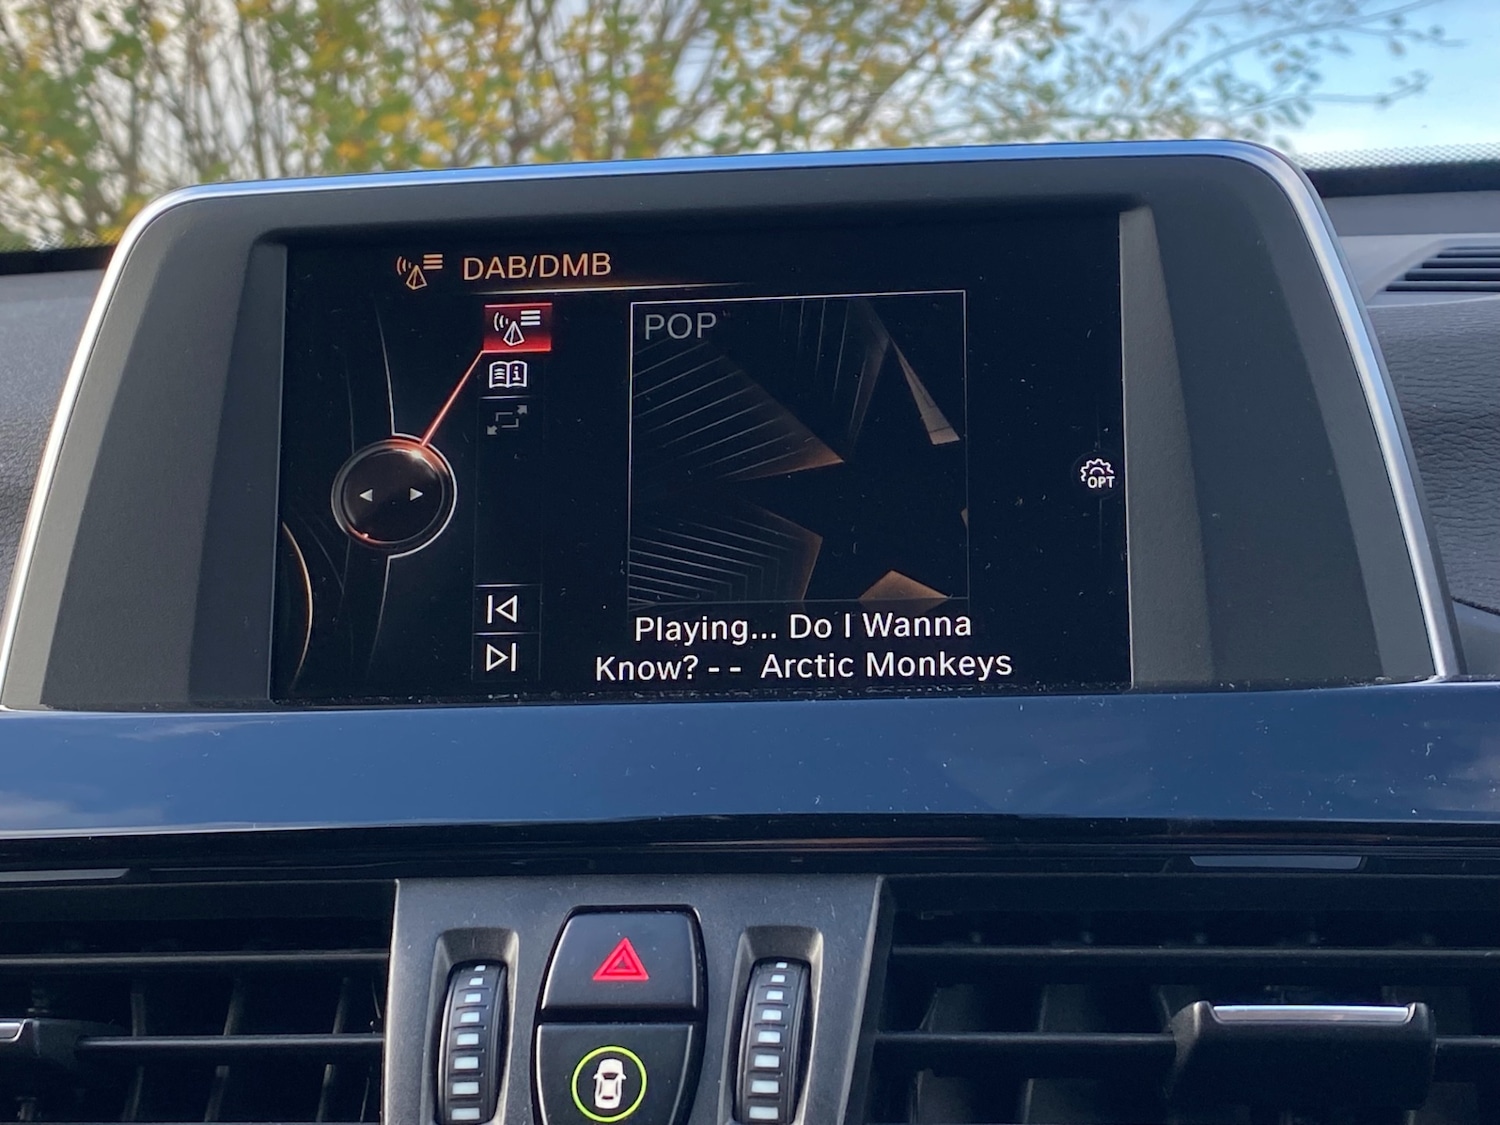 DAB/DMB
POP
OPT
Playing... Do I Wanna
Know? - - Arctic Monkeys